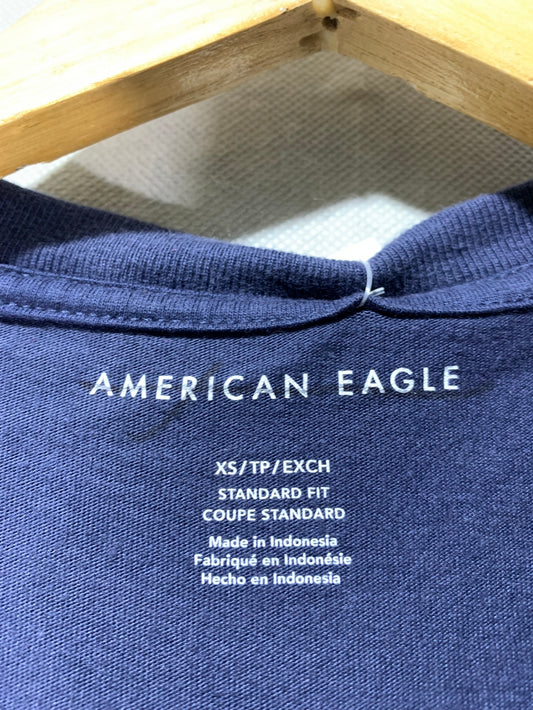 AMERICAN EAGLE
XS/TP/EXCH
STANDARD FIT
COUPE STANDARD
Made in Indonesia
Fabriqué en Indonésie
Hecho en Indonesia